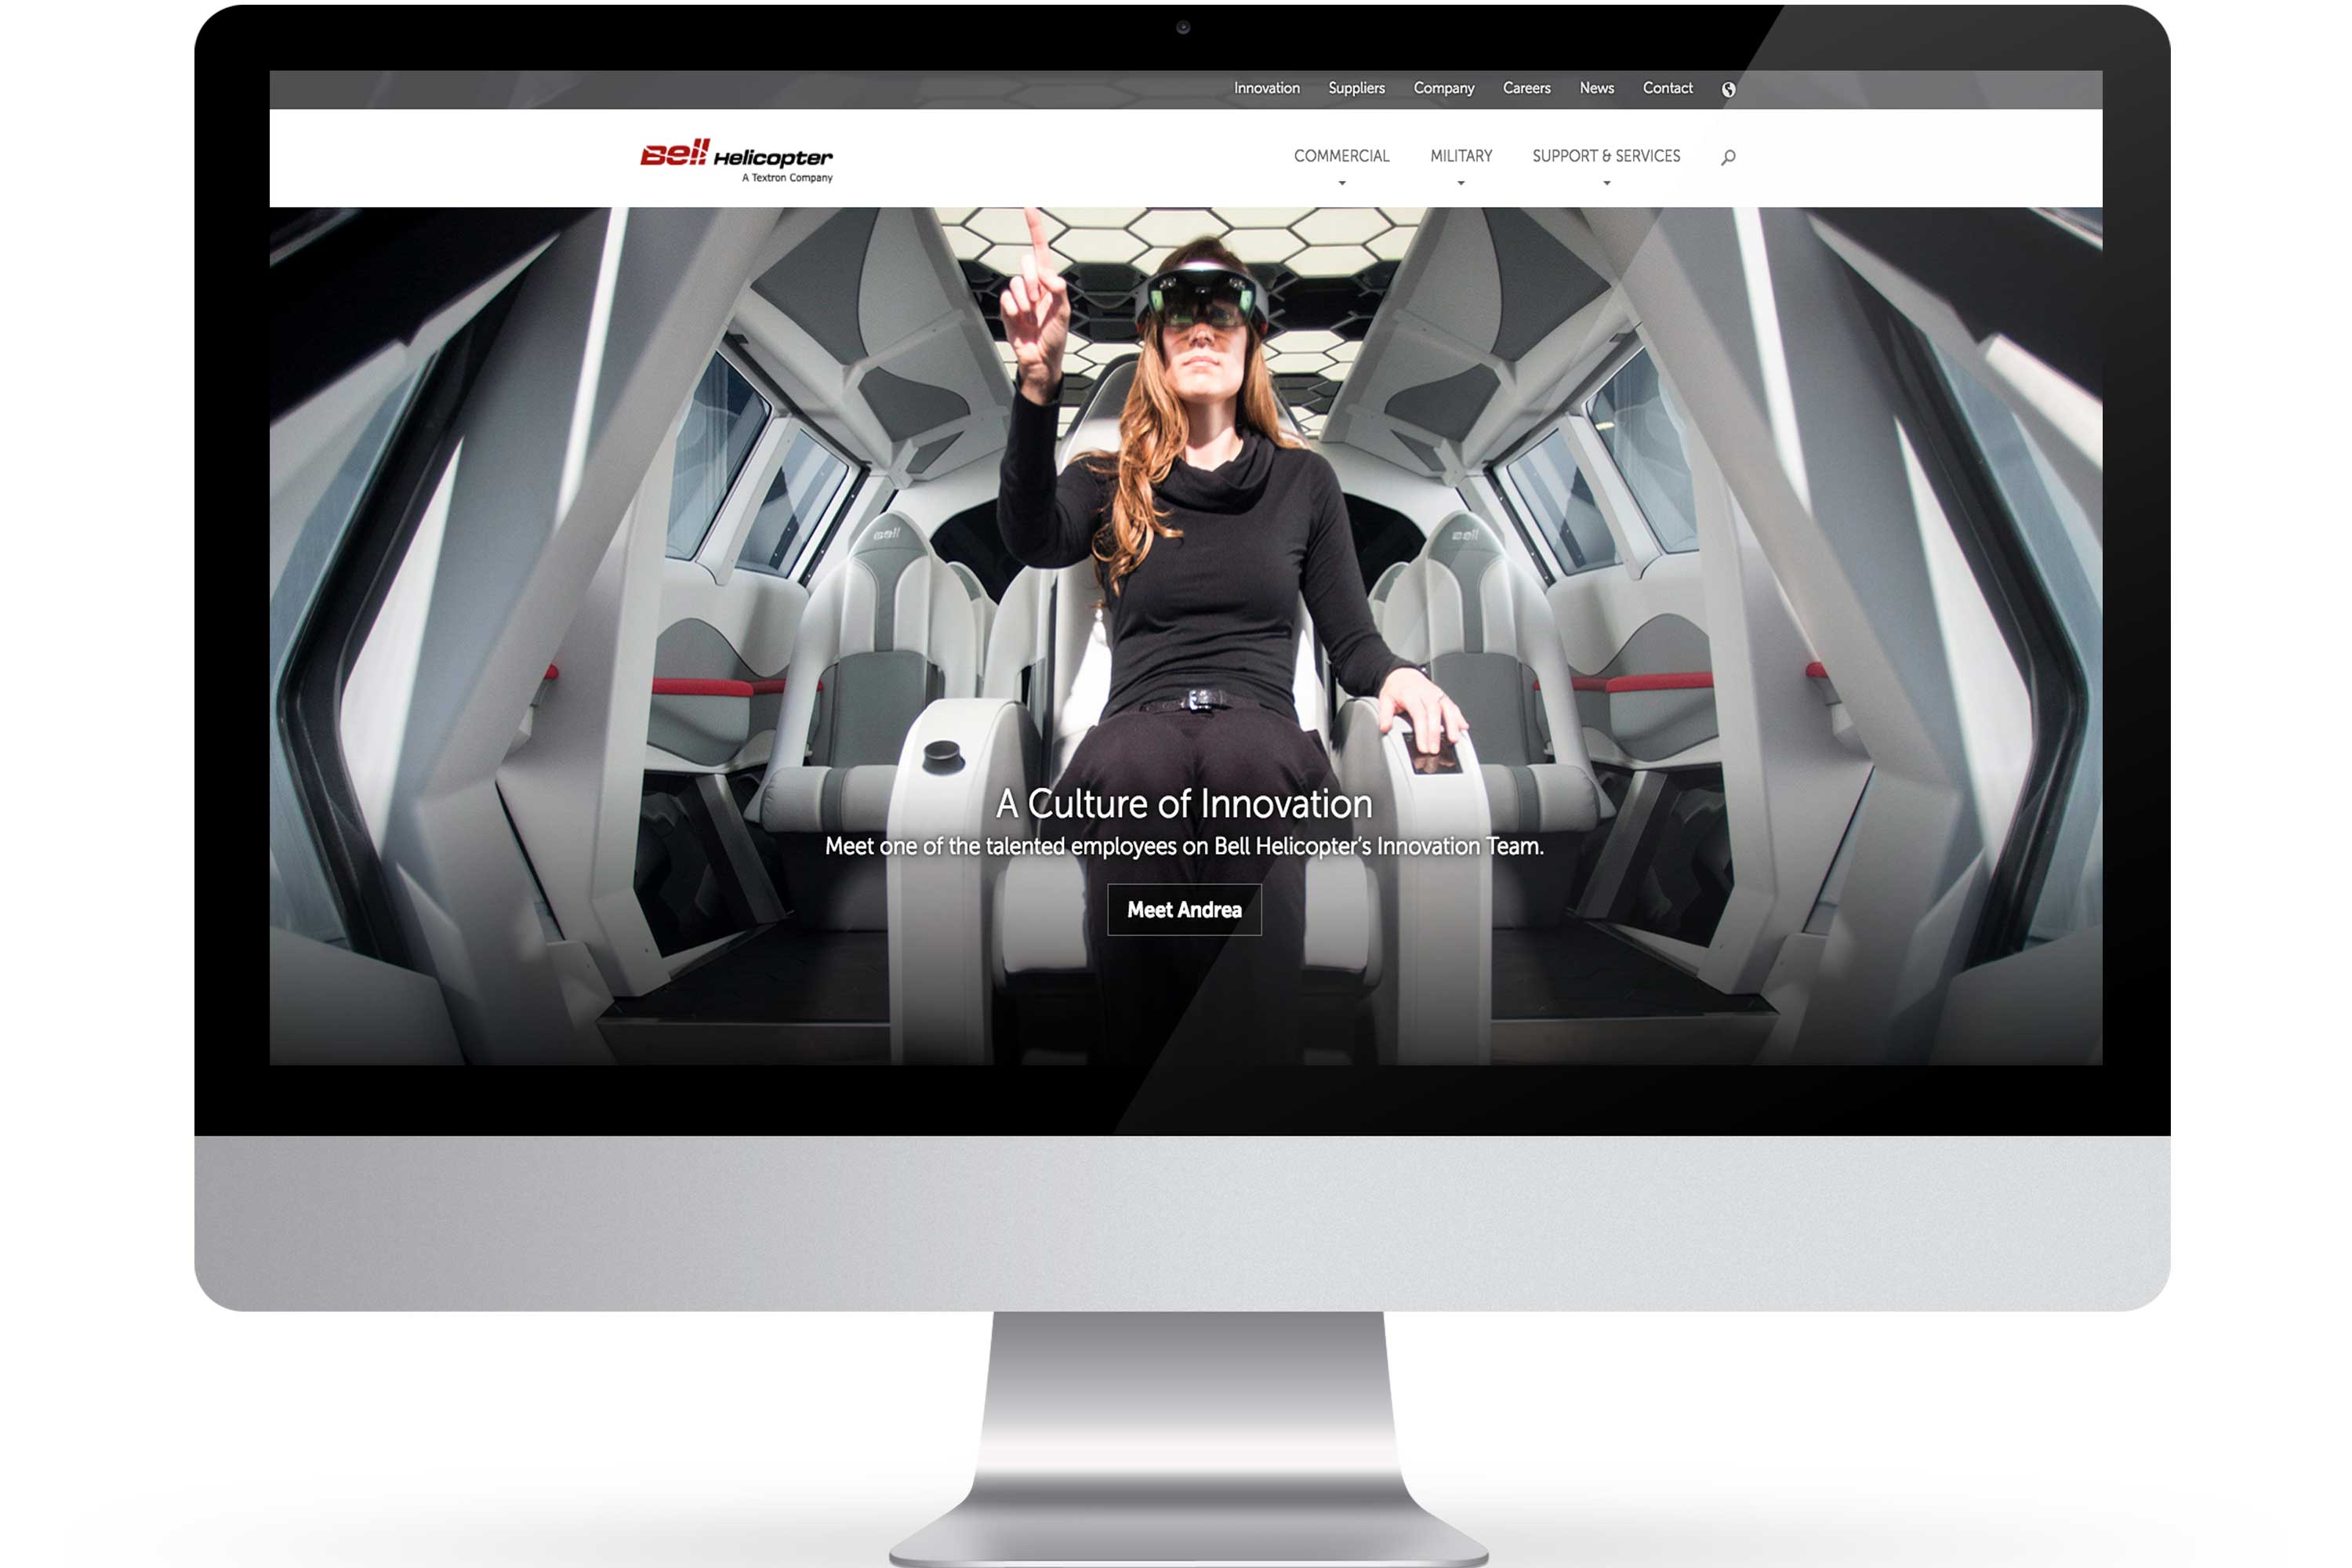 Innovation Suppliers Company Careers News Contact
Bell Helicopter
A Textron Company
COMMERCIAL MILITARY SUPPORT & SERVICES
Bell
Bell
A Culture of Innovation
Meet one of the talented employees on Bell Helicopter’s Innovation Team.
Meet Andrea